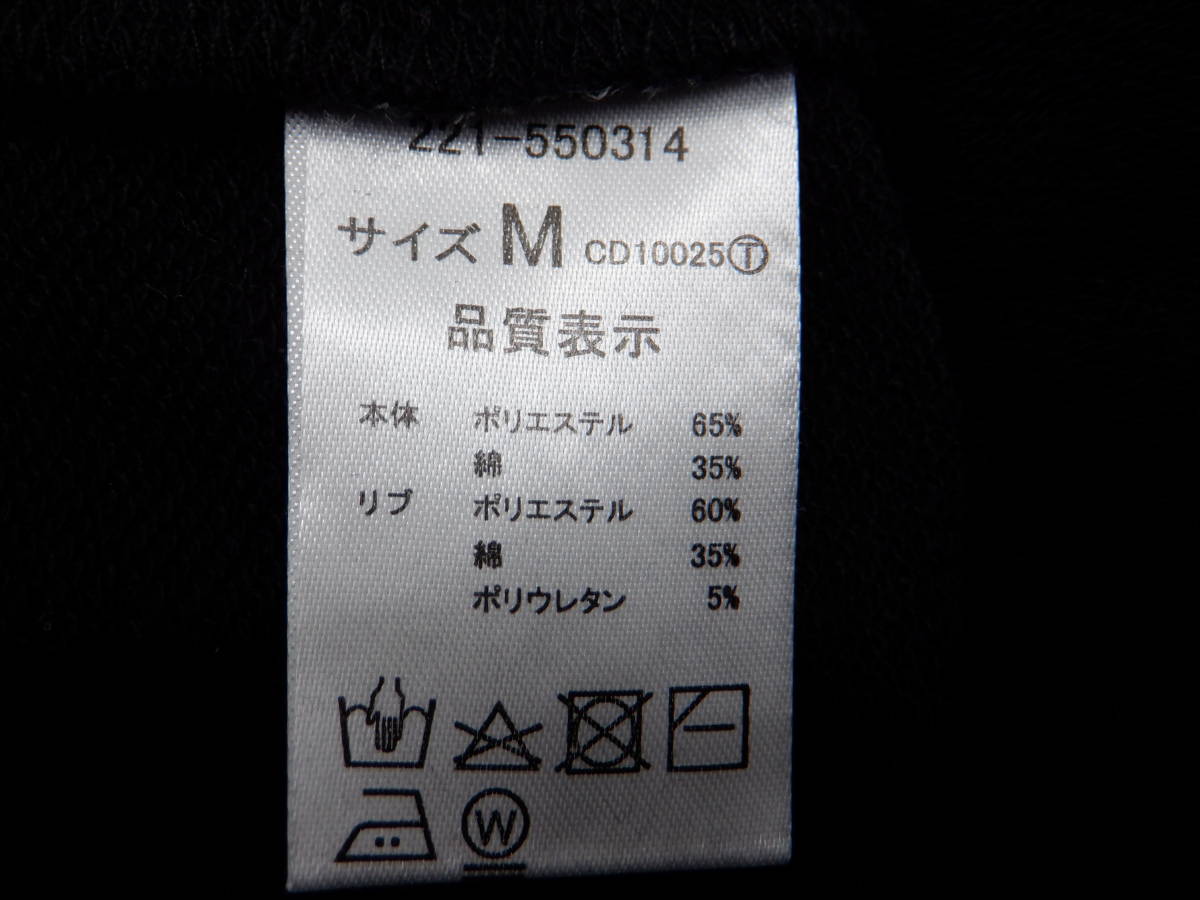 221-550314
サイズ M CD10025Ⓣ
品質表示
本体 ポリエステル 65%
綿 35%
リブ ポリエステル 60%
綿 35%
ポリウレタン 5%
W